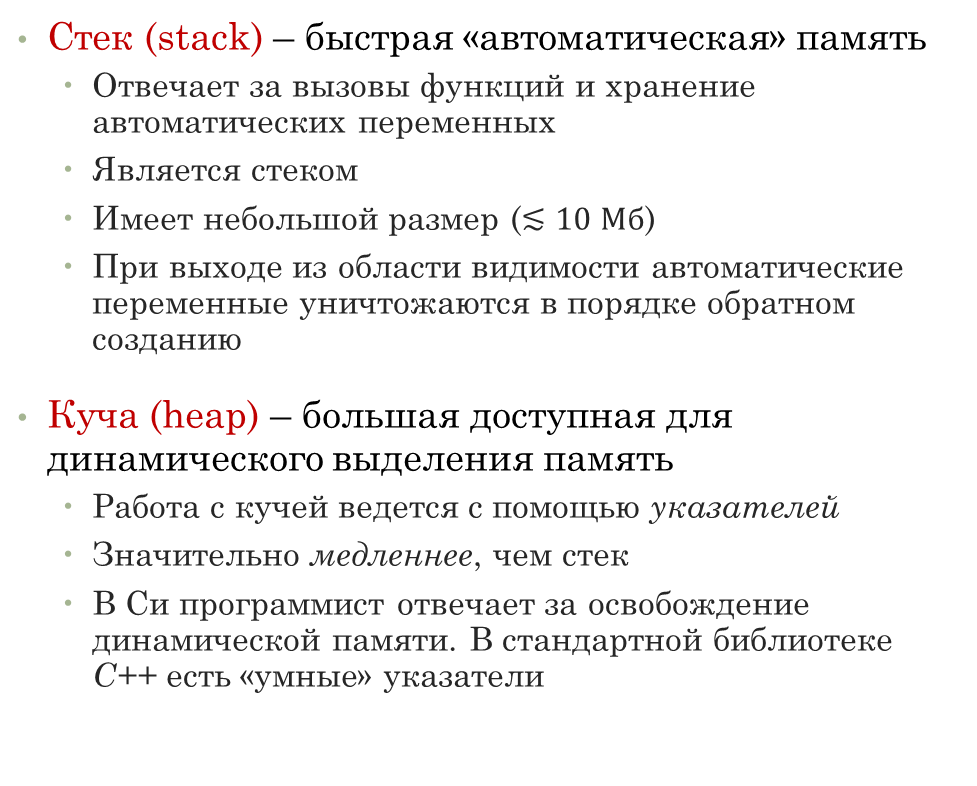 • Стек (stack) – быстрая «автоматическая» память
• Отвечает за вызовы функций и хранение
автоматических переменных
• Является стеком
• Имеет небольшой размер (≲ 10 Мб)
• При выходе из области видимости автоматические
переменные уничтожаются в порядке обратном
созданию
• Куча (heap) – большая доступная для
динамического выделения память
• Работа с кучей ведется с помощью указателей
• Значительно медленнее, чем стек
• В Си программист отвечает за освобождение
динамической памяти. В стандартной библиотеке
C++ есть «умные» указатели